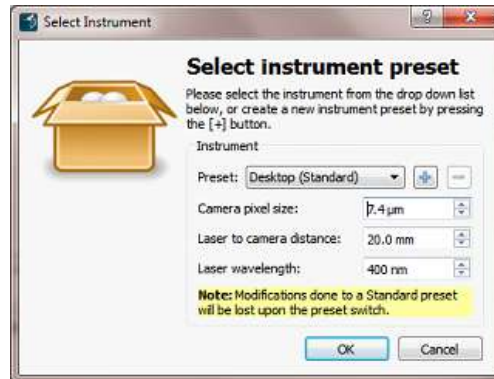 Select Instrument
Select instrument preset
Please select the instrument from the drop down list
below, or create a new instrument preset by pressing
the [+] button.
Instrument
Preset: Desktop (Standard)
Camera pixel size: 7.4 µm
Laser to camera distance: 20.0 mm
Laser wavelength: 400 nm
Note: Modifications done to a Standard preset
will be lost upon the preset switch.
OK Cancel